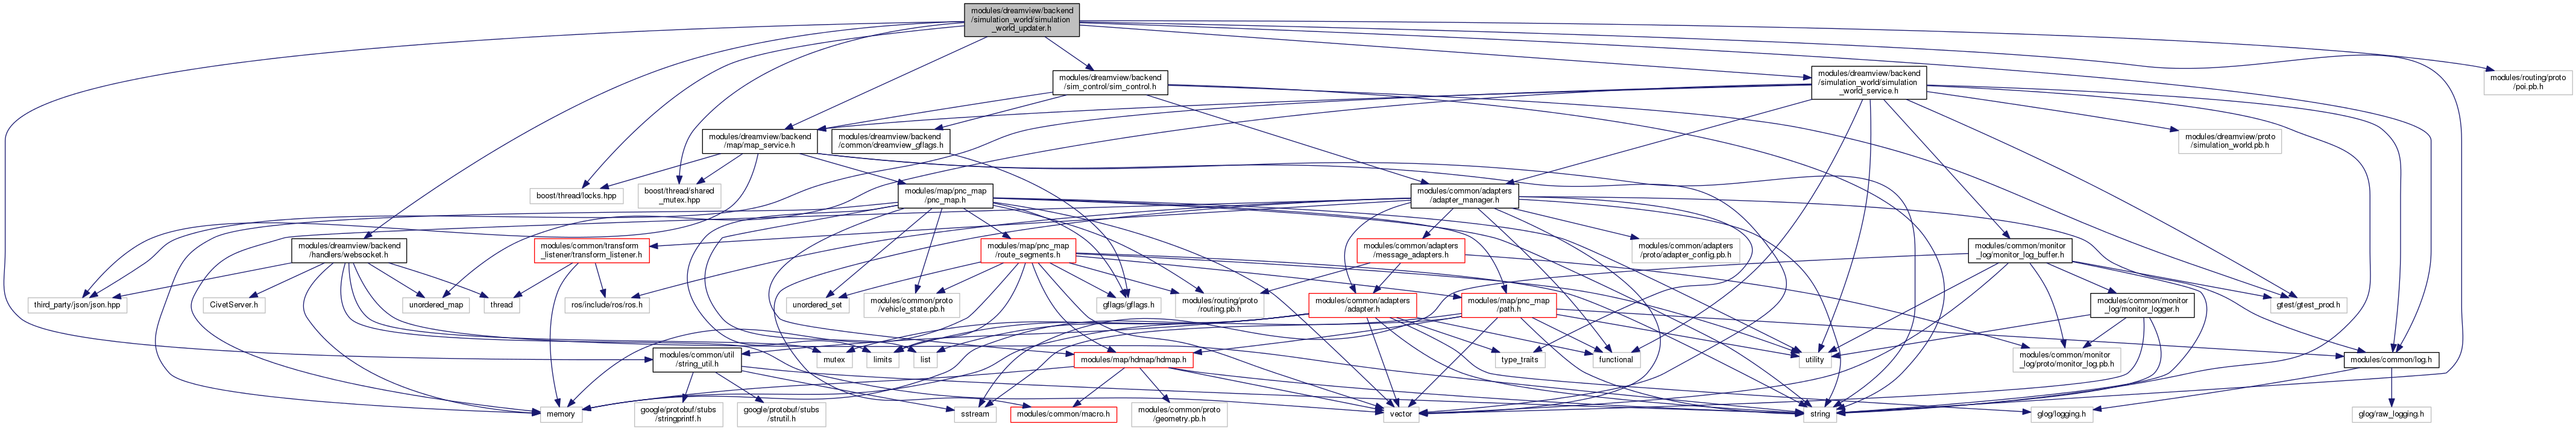 modules/dreamview/backend
/simulation_world/simulation
_world_updater.h
modules/dreamview/backend
/sim_control/sim_control.h
modules/dreamview/backend
/simulation_world/simulation
_world_service.h
modules/routing/proto
/poi.pb.h
modules/dreamview/backend
/map/map_service.h
modules/dreamview/backend
/common/dreamview_gflags.h
modules/dreamview/proto
/simulation_world.pb.h
boost/thread/locks.hpp
boost/thread/shared
_mutex.hpp
modules/map/pnc_map
/pnc_map.h
modules/common/adapters
/adapter_manager.h
modules/dreamview/backend
/handlers/websocket.h
modules/common/transform
_listener/transform_listener.h
modules/map/pnc_map
/route_segments.h
modules/common/adapters
/message_adapters.h
modules/common/adapters
/proto/adapter_config.pb.h
modules/common/monitor
_log/monitor_log_buffer.h
third_party/json/json.hpp
CivetServer.h
unordered_map
thread
ros/include/ros/ros.h
unordered_set
modules/common/proto
/vehicle_state.pb.h
gflags/gflags.h
modules/routing/proto
/routing.pb.h
modules/common/adapters
/adapter.h
modules/map/pnc_map
/path.h
modules/common/monitor
_log/monitor_logger.h
gtest/gtest_prod.h
modules/common/util
/string_util.h
mutex
limits
list
modules/map/hdmap/hdmap.h
type_traits
functional
utility
modules/common/monitor
_log/proto/monitor_log.pb.h
modules/common/log.h
memory
google/protobuf/stubs
/stringprintf.h
google/protobuf/stubs
/strutil.h
sstream
modules/common/macro.h
modules/common/proto
/geometry.pb.h
vector
string
glog/logging.h
glog/raw_logging.h